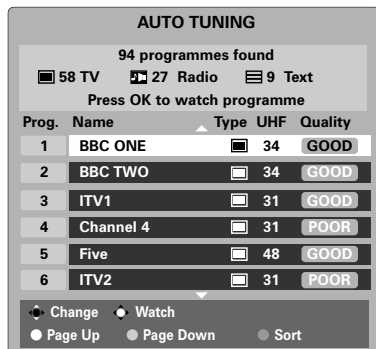 AUTO TUNING
94 programmes found
58 TV 27 Radio 9 Text
Press OK to watch programme
Prog. Name Type UHF Quality
1 BBC ONE 34 GOOD
2 BBC TWO 34 GOOD
3 ITV1 31 GOOD
4 Channel 4 31 POOR
5 Five 48 GOOD
6 ITV2 31 POOR
Change Watch
Page Up Page Down Sort